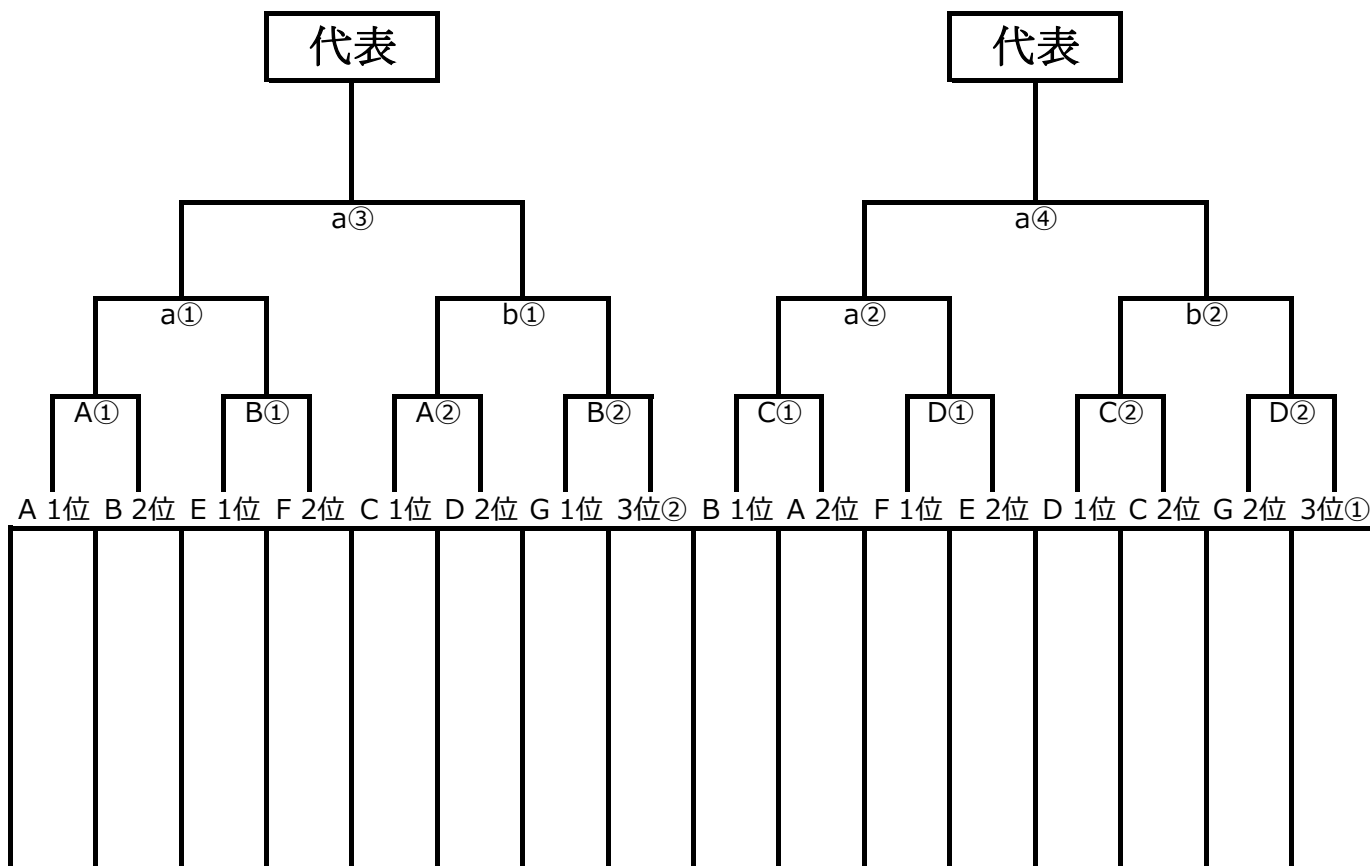 代表 代表
a③ a④
a① b① a② b②
A① B① A② B② C① D① C② D②
A 1位 B 2位 E 1位 F 2位 C 1位 D 2位 G 1位 3位② B 1位 A 2位 F 1位 E 2位 D 1位 C 2位 G 2位 3位①